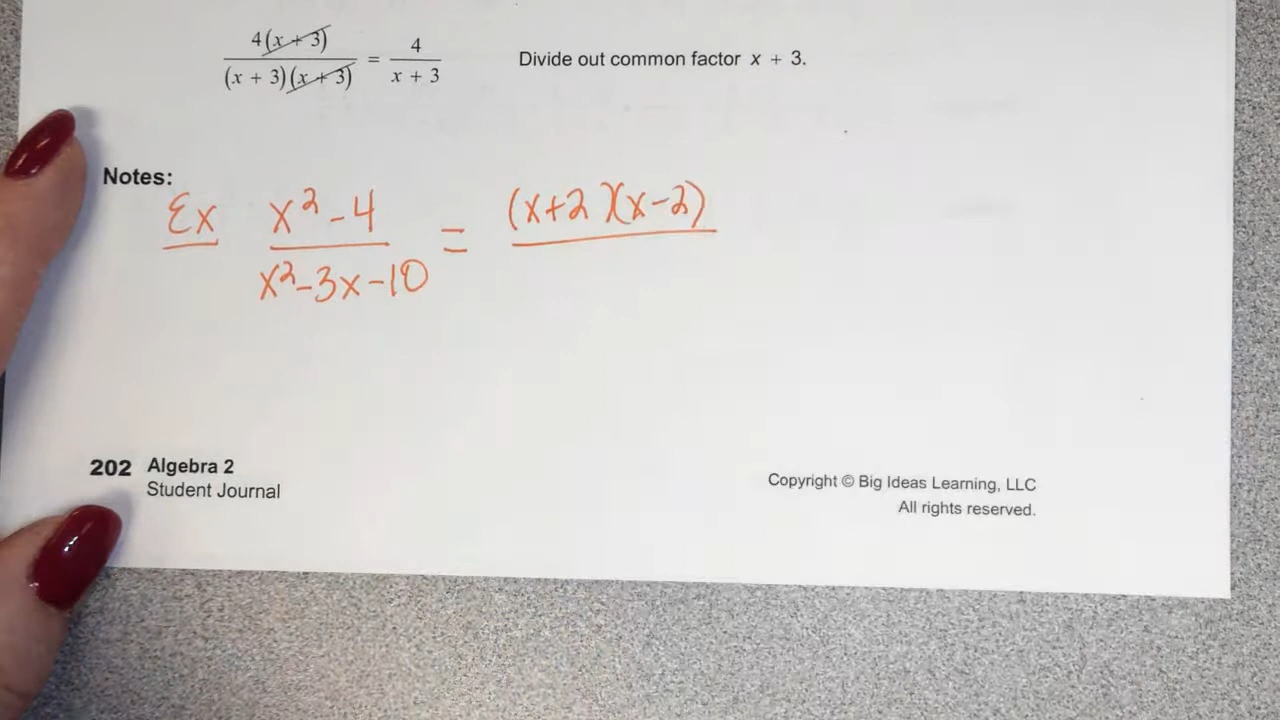 4(x + 3)
(x + 3)(x + 3)
=
4
x + 3
Divide out common factor x + 3.
Notes:
Ex
x² - 4
x² - 3x - 10
=
(x+2)(x-2)
202 Algebra 2
Student Journal
Copyright © Big Ideas Learning, LLC
All rights reserved.